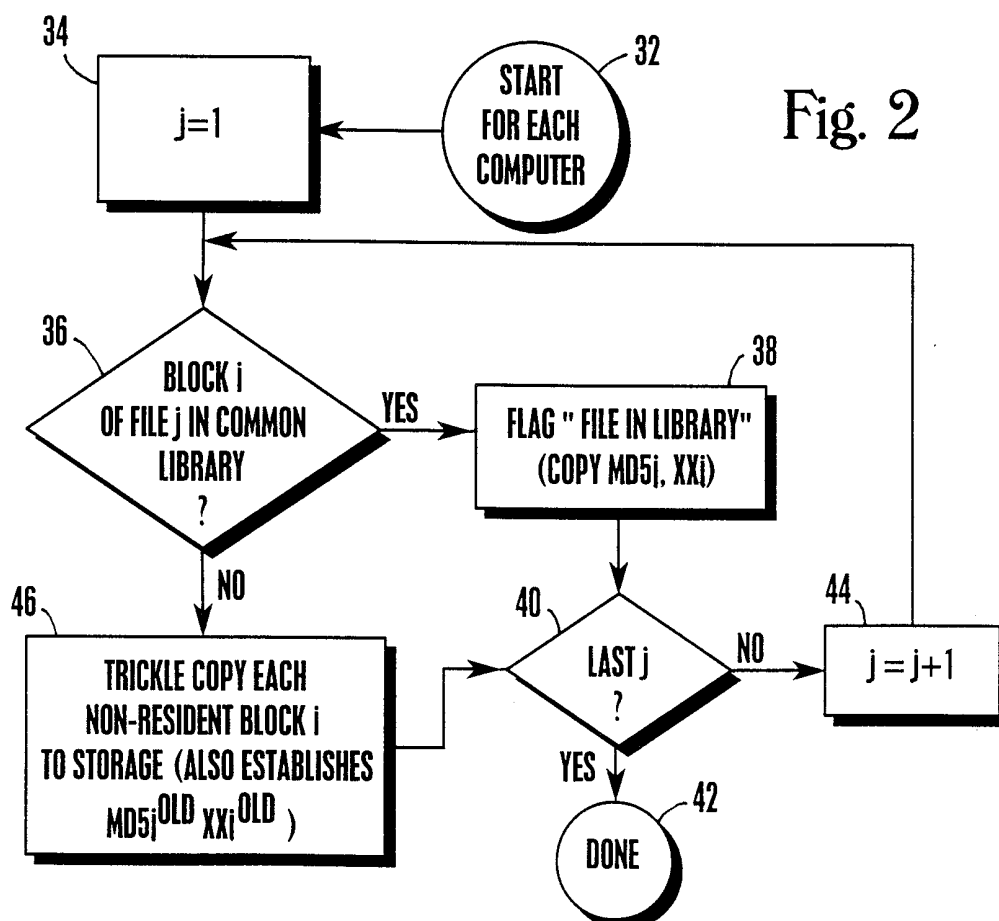 Fig. 2
32
START
FOR EACH
COMPUTER
34
j=1
36
BLOCK i
OF FILE j IN COMMON
LIBRARY
?
YES
NO
38
FLAG " FILE IN LIBRARY"
(COPY MD5j, XXi)
46
TRICKLE COPY EACH
NON-RESIDENT BLOCK i
TO STORAGE (ALSO ESTABLISHES
MD5jOLD XXiOLD )
40
LAST j
?
NO
YES
44
j = j+1
42
DONE